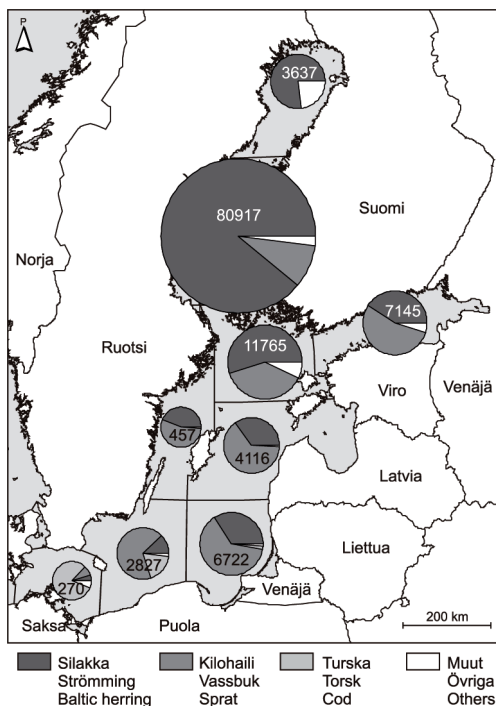 P
3637
80917
Suomi
Norja
7145
11765
Ruotsi
Viro
Venäjä
457
4116
Latvia
Liettua
6722
2827
270
Venäjä
Saksa
Puola
200 km
Silakka
Strömming
Baltic herring
Kilohaili
Vassbuk
Sprat
Turska
Torsk
Cod
Muut
Övriga
Others